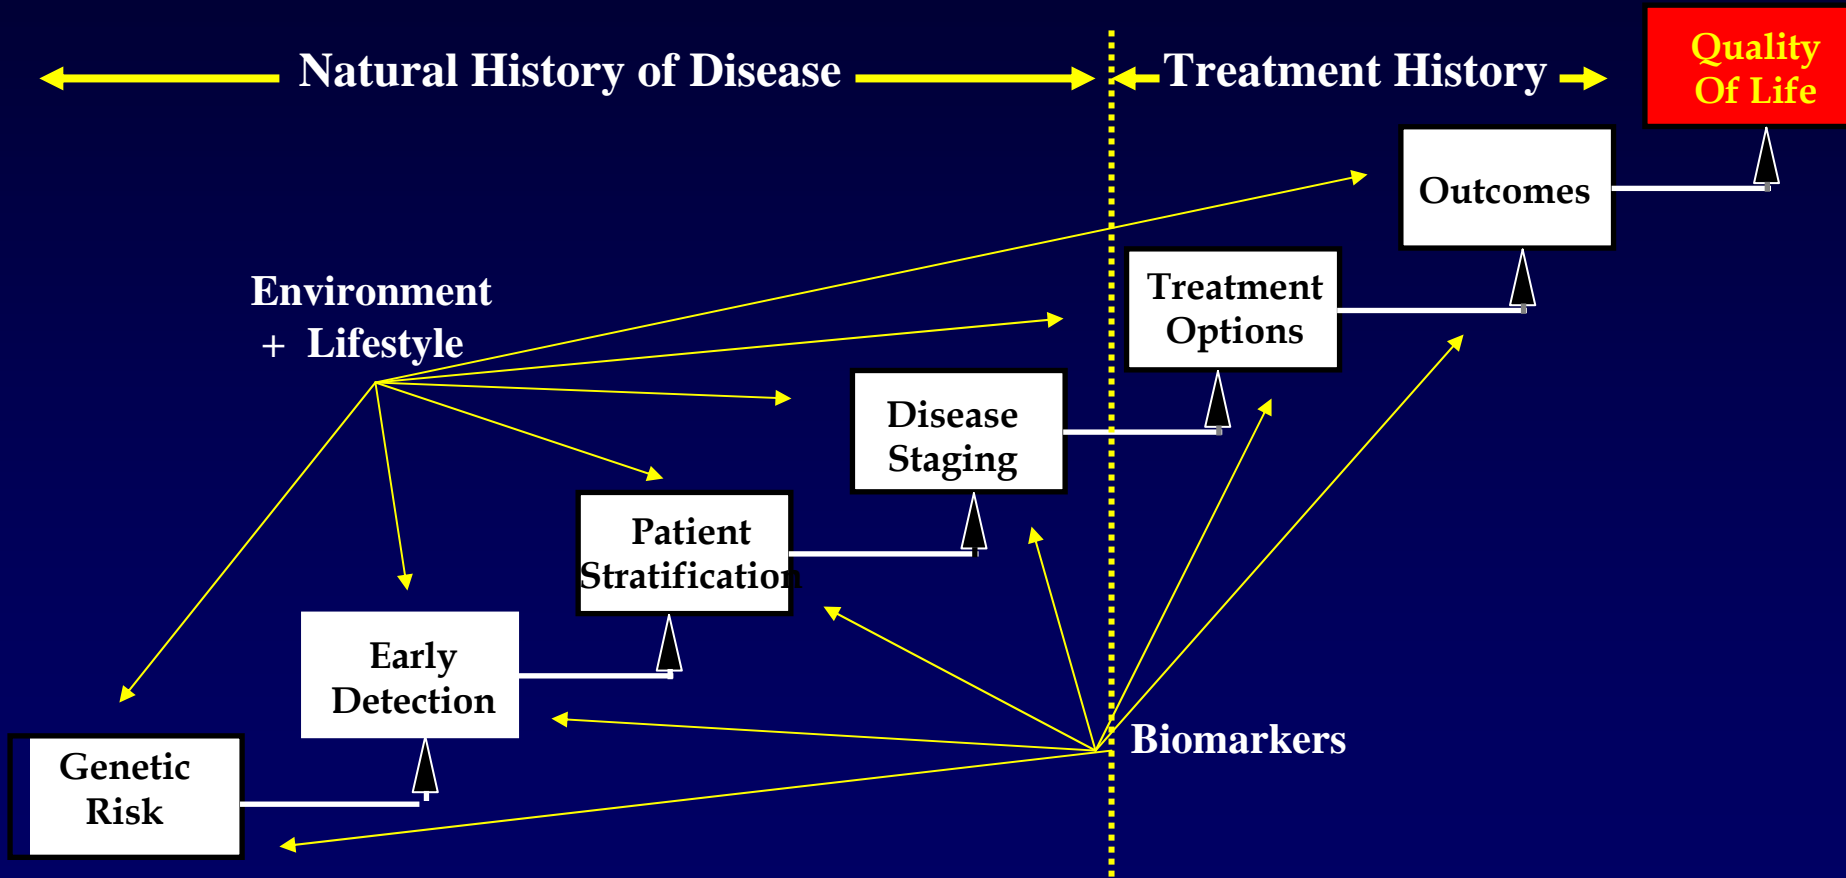 Natural History of Disease
Treatment History
Quality
Of Life
Outcomes
Environment
+ Lifestyle
Treatment
Options
Disease
Staging
Patient
Stratification
Early
Detection
Biomarkers
Genetic
Risk